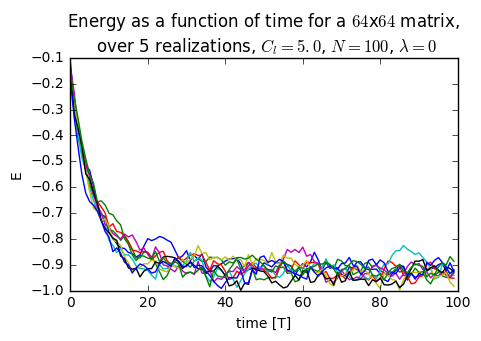 Energy as a function of time for a 64x64 matrix,
over 5 realizations, C_l = 5.0, N = 100, λ = 0
−0.1
−0.2
−0.3
−0.4
−0.5
−0.6
−0.7
−0.8
−0.9
−1.0
E
0 20 40 60 80 100
time [T]